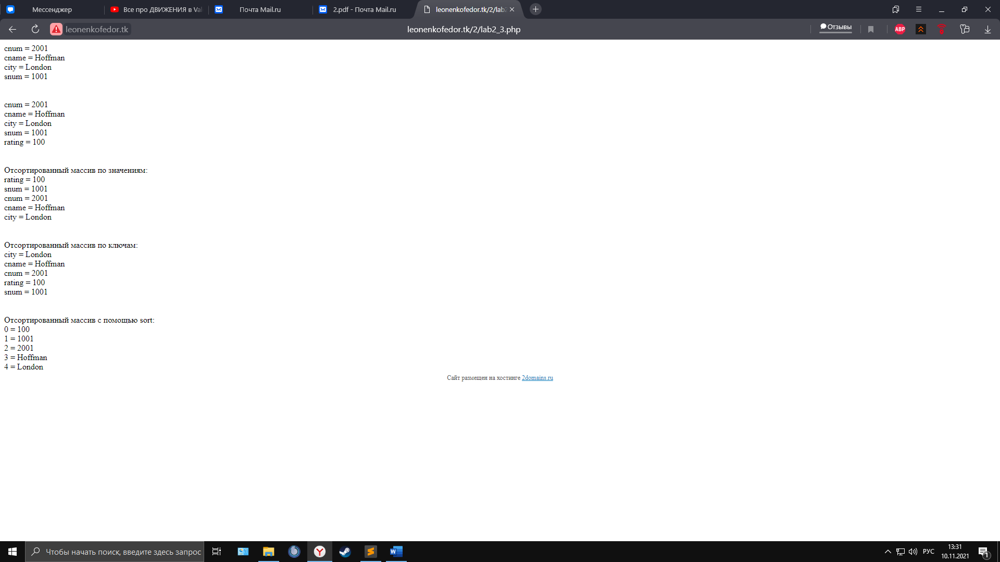 Мессенджер
Все про ДВИЖЕНИЯ в Val
Почта Mail.ru
2.pdf - Почта Mail.ru
leonenkofedor.tk/2/lab2
leonenkofedor.tk
leonenkofedor.tk/2/lab2_3.php
Отзывы
ABP
cnum = 2001
cname = Hoffman
city = London
snum = 1001
cnum = 2001
cname = Hoffman
city = London
snum = 1001
rating = 100
Отсортированный массив по значениям:
rating = 100
snum = 1001
cnum = 2001
cname = Hoffman
city = London
Отсортированный массив по ключам:
city = London
cname = Hoffman
cnum = 2001
rating = 100
snum = 1001
Отсортированный массив с помощью sort:
0 = 100
1 = 1001
2 = 2001
3 = Hoffman
4 = London
Сайт размещен на хостинге 2domains.ru
Чтобы начать поиск, введите здесь запрос
РУС
13:31
10.11.2021
1